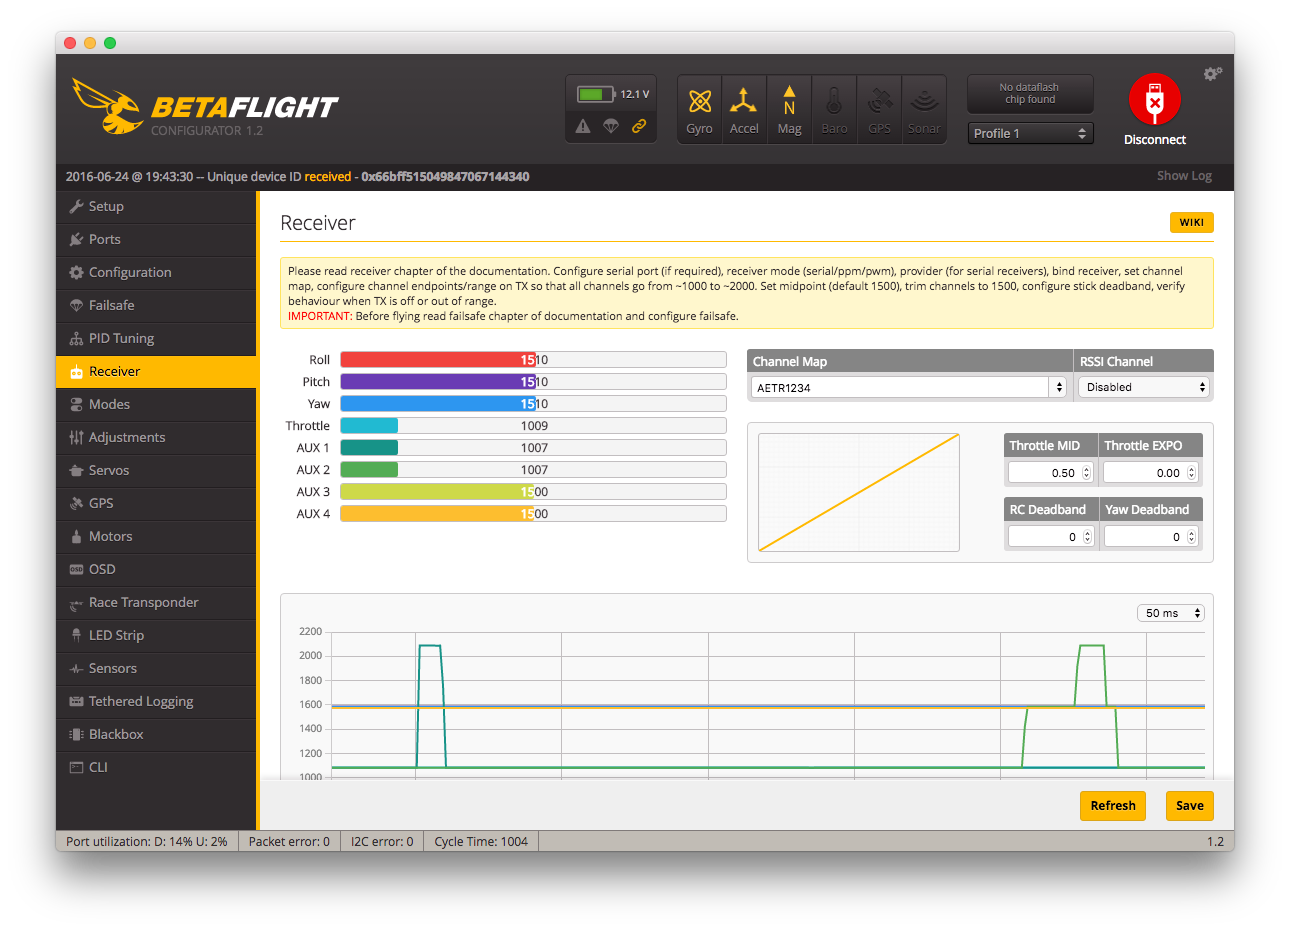 BETAFLIGHT
CONFIGURATOR 1.2
12.1 V
N
Gyro Accel Mag Baro GPS Sonar
No dataflash
chip found
Profile 1
Disconnect
2016-06-24 @ 19:43:30 -- Unique device ID received - 0x66bff515049847067144340
Show Log
Setup
Ports
Configuration
Failsafe
PID Tuning
Receiver
Modes
Adjustments
Servos
GPS
Motors
OSD OSD
Race Transponder
LED Strip
Sensors
Tethered Logging
Blackbox
CLI
Receiver
WIKI
Please read receiver chapter of the documentation. Configure serial port (if required), receiver mode (serial/ppm/pwm), provider (for serial receivers), bind receiver, set channel
map, configure channel endpoints/range on TX so that all channels go from ~1000 to ~2000. Set midpoint (default 1500), trim channels to 1500, configure stick deadband, verify
behaviour when TX is off or out of range.
IMPORTANT: Before flying read failsafe chapter of documentation and configure failsafe.
Roll 1510
Pitch 1510
Yaw 1510
Throttle 1009
AUX 1 1007
AUX 2 1007
AUX 3 1500
AUX 4 1500
Channel Map RSSI Channel
AETR1234 Disabled
Throttle MID Throttle EXPO
0.50 0.00
RC Deadband Yaw Deadband
0 0
50 ms
2200
2000
1800
1600
1400
1200
1000
Refresh Save
Port utilization: D: 14% U: 2% Packet error: 0 I2C error: 0 Cycle Time: 1004 1.2